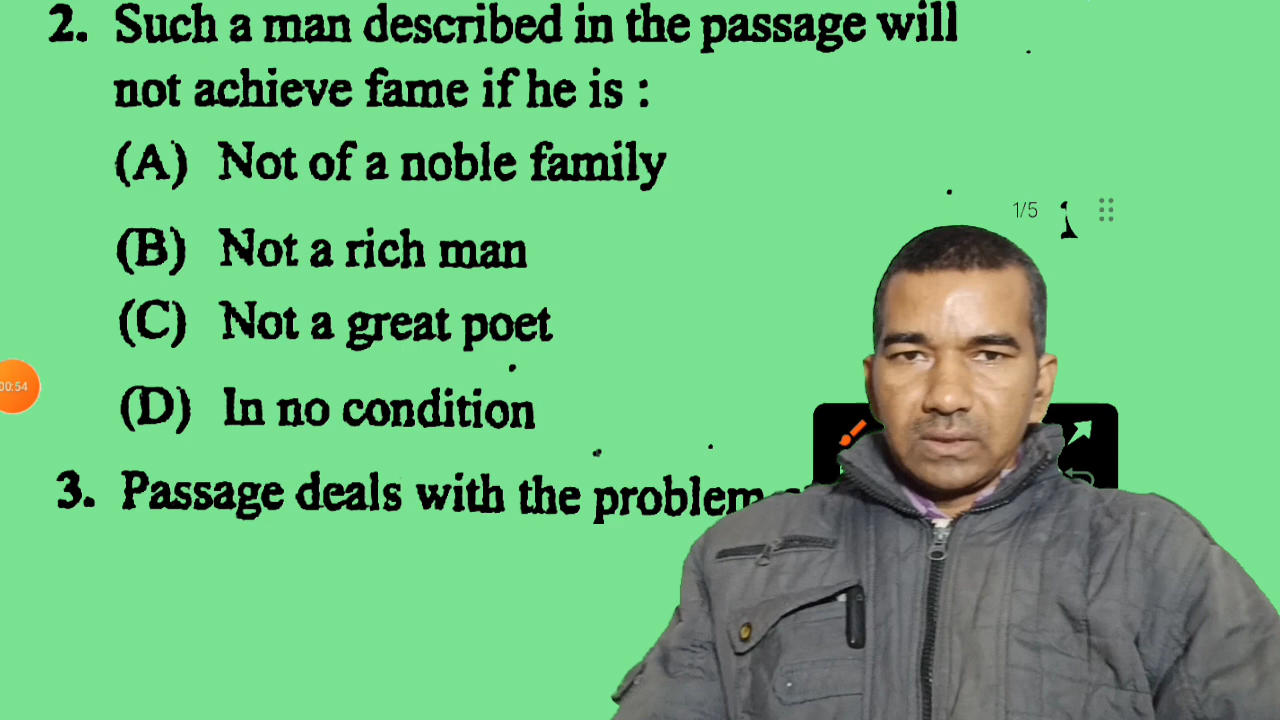 2. Such a man described in the passage will
not achieve fame if he is :
(A) Not of a noble family
1/5
(B) Not a rich man
(C) Not a great poet
00:54
(D) In no condition
3. Passage deals with the problem